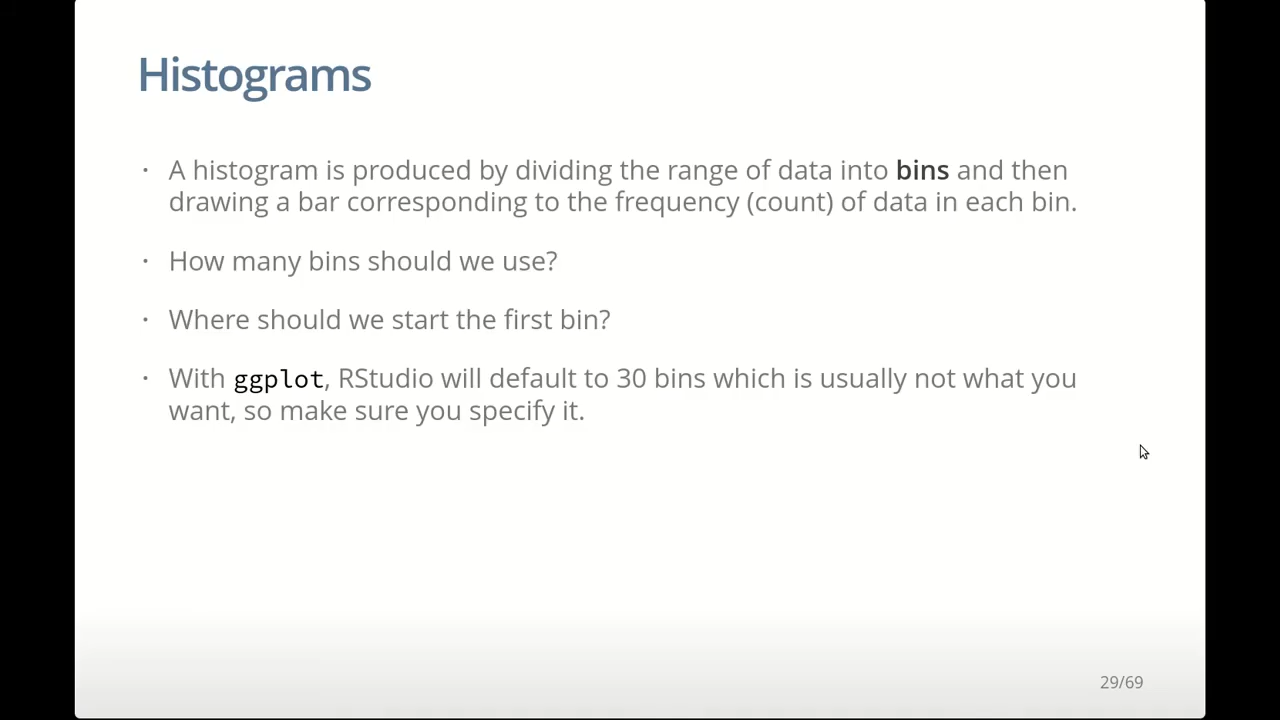 Histograms
· A histogram is produced by dividing the range of data into bins and then
drawing a bar corresponding to the frequency (count) of data in each bin.
· How many bins should we use?
· Where should we start the first bin?
· With ggplot, RStudio will default to 30 bins which is usually not what you
want, so make sure you specify it.
29/69